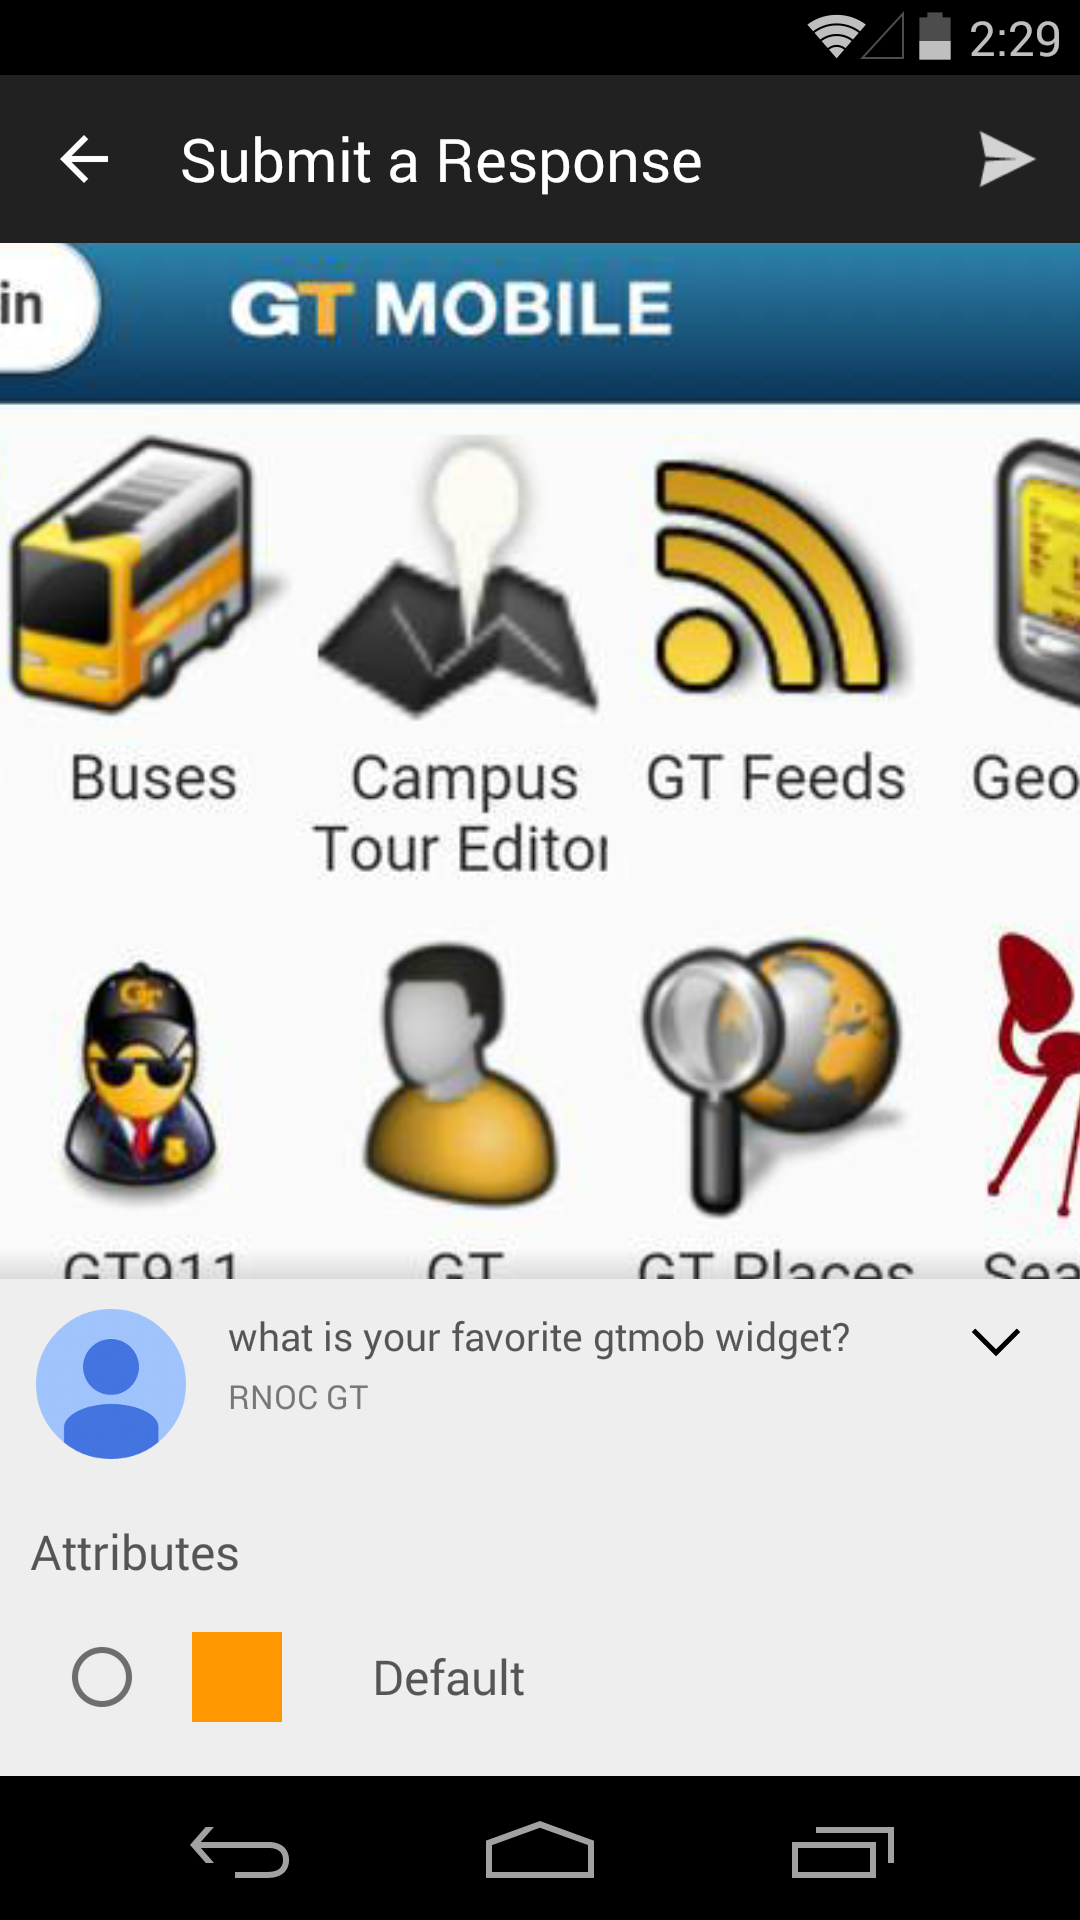 2:29
Submit a Response
in
GT MOBILE
Buses
Campus
Tour Editor
GT Feeds
Geo
GT
GT911
GT
GT Places
Sea
what is your favorite gtmob widget?
RNOC GT
Attributes
Default